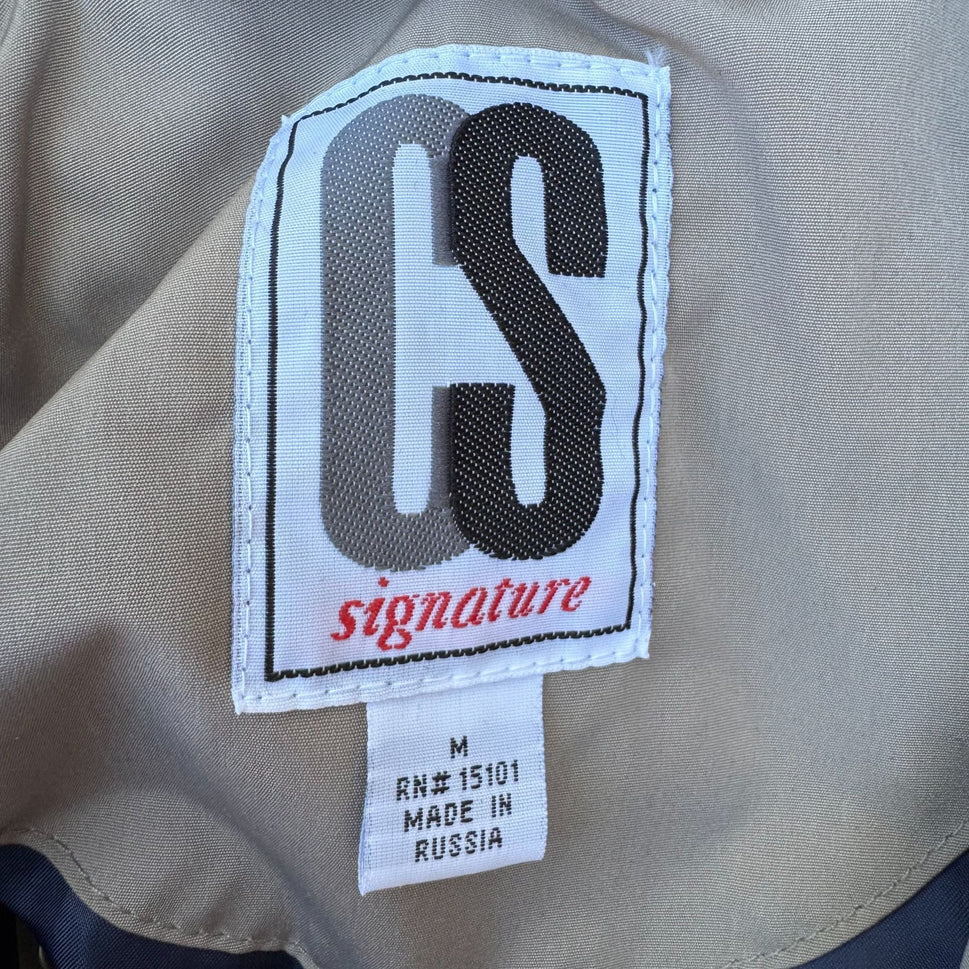 CS
signature
M
RN# 15101
MADE IN
RUSSIA